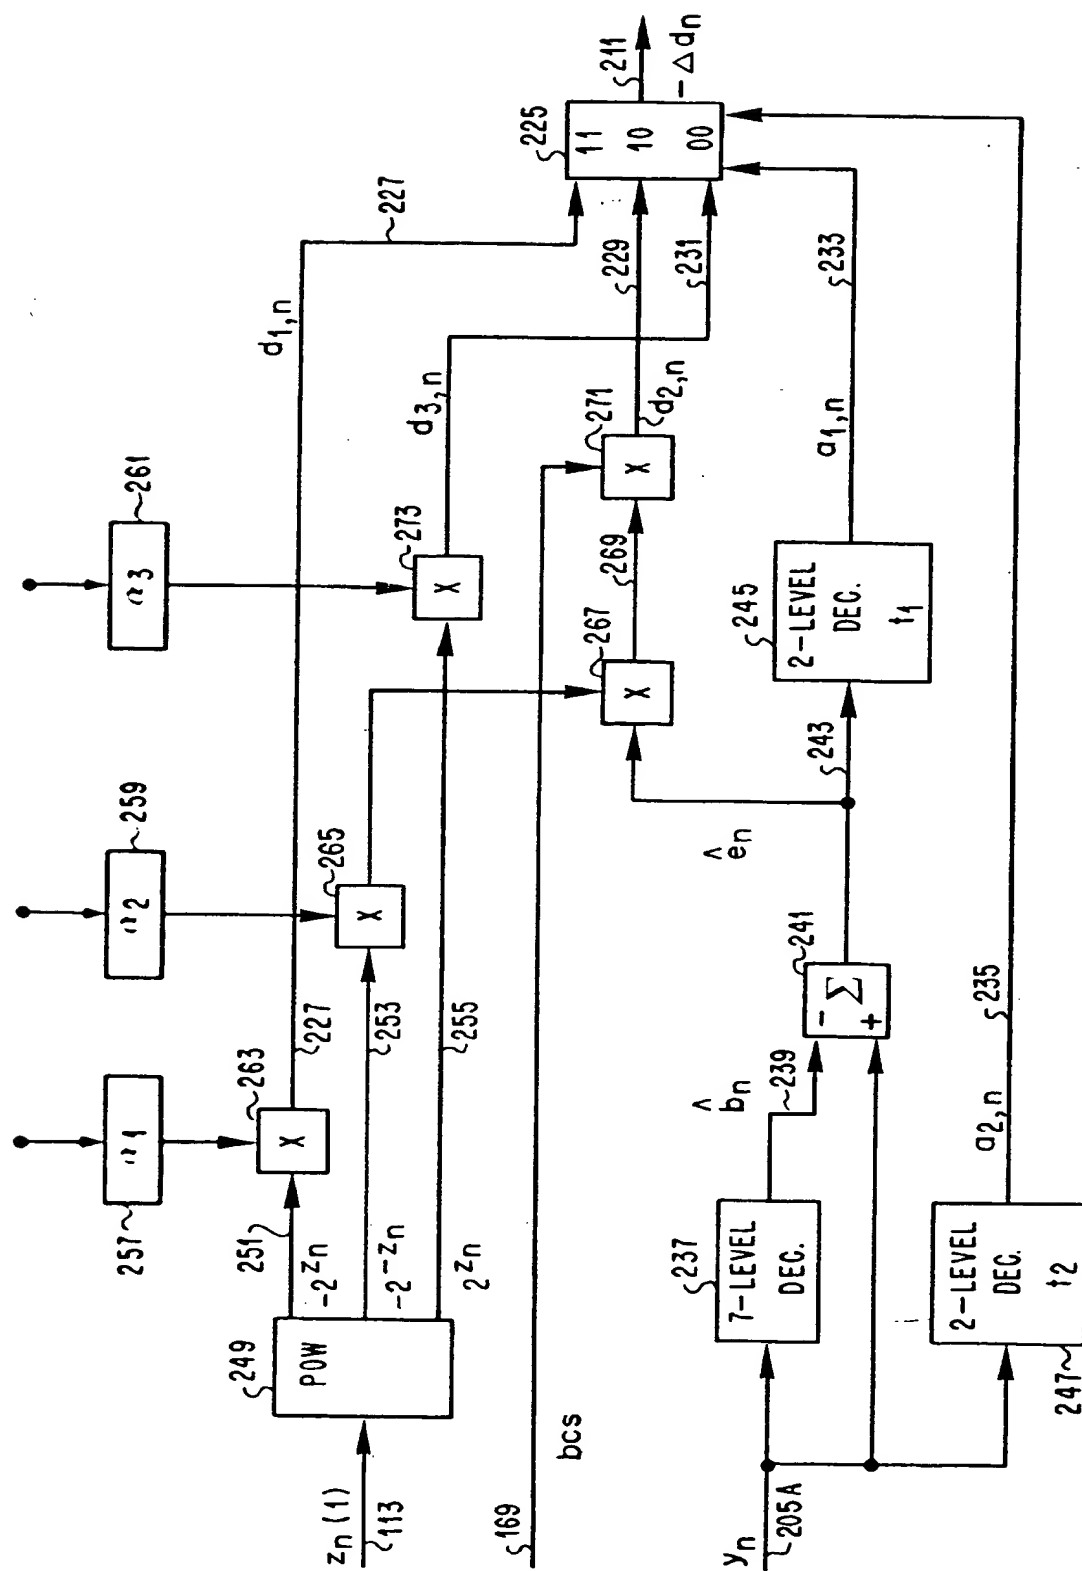 257
α1
259
α2
261
α3
249
POW
251
-2^zn
263
X
227
d1,n
227
253
-2^-zn
265
X
273
X
d3,n
zn(1)
113
255
2^zn
169
bcs
267
X
269
271
X
d2,n
229
231
225
11
10
00
211
-Δdn
yn
205A
237
7-LEVEL
DEC.
b̂n
239
241
-
+
Σ
ên
243
245
2-LEVEL
DEC.
t1
a1,n
233
247
2-LEVEL
DEC.
t2
a2,n
235